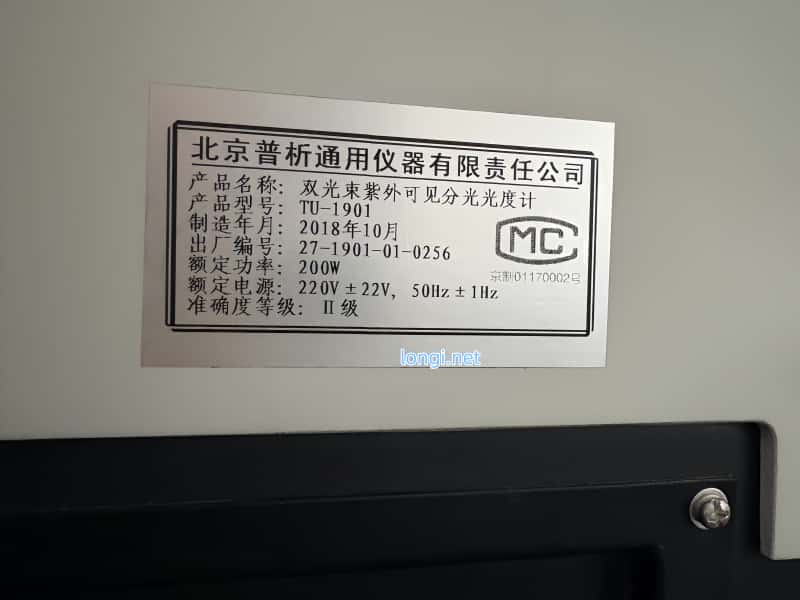 北京普析通用仪器有限责任公司
产品名称: 双光束紫外可见分光光度计
产品型号: TU-1901
制造年月: 2018年10月
出厂编号: 27-1901-01-0256
额定功率: 200W
额定电源: 220V±22V, 50Hz±1Hz
准确度等级: II级
MC
京制01170002号
longi.net